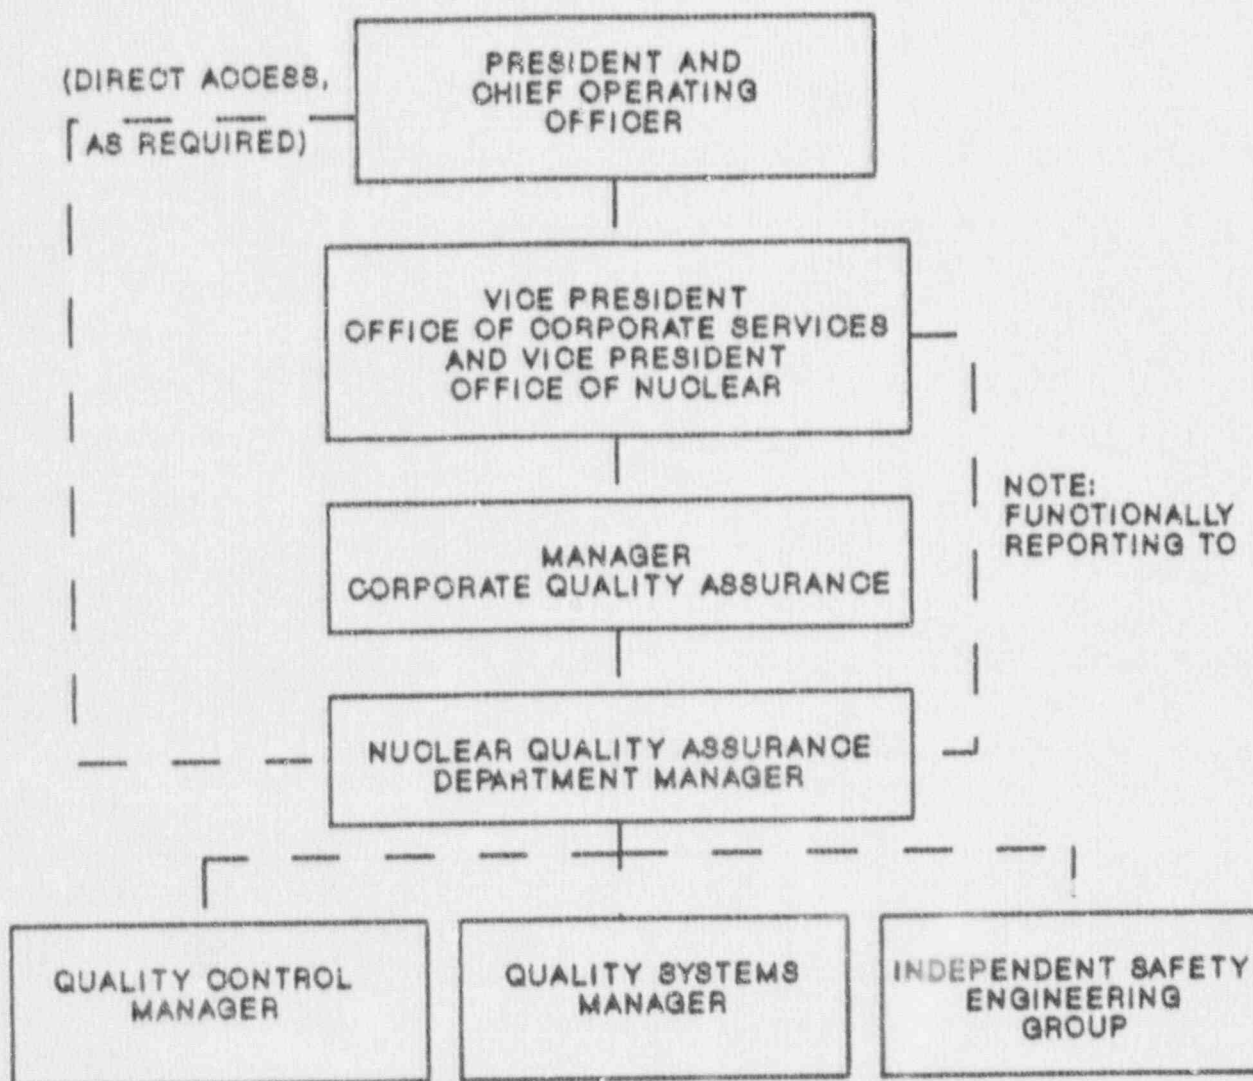 (DIRECT ACCESS,
AS REQUIRED)
PRESIDENT AND
CHIEF OPERATING
OFFICER
VICE PRESIDENT
OFFICE OF CORPORATE SERVICES
AND VICE PRESIDENT
OFFICE OF NUCLEAR
NOTE:
FUNCTIONALLY
REPORTING TO
MANAGER
CORPORATE QUALITY ASSURANCE
NUCLEAR QUALITY ASSURANCE
DEPARTMENT MANAGER
QUALITY CONTROL
MANAGER
QUALITY SYSTEMS
MANAGER
INDEPENDENT SAFETY
ENGINEERING
GROUP